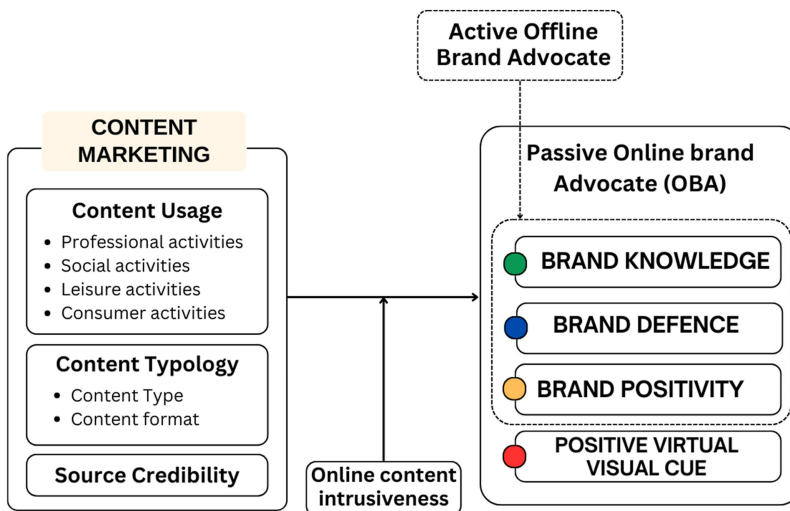 Active Offline
Brand Advocate
CONTENT
MARKETING
Content Usage
Professional activities
Social activities
Leisure activities
Consumer activities
Content Typology
Content Type
Content format
Source Credibility
Online content
intrusiveness
Passive Online brand
Advocate (OBA)
BRAND KNOWLEDGE
BRAND DEFENCE
BRAND POSITIVITY
POSITIVE VIRTUAL
VISUAL CUE